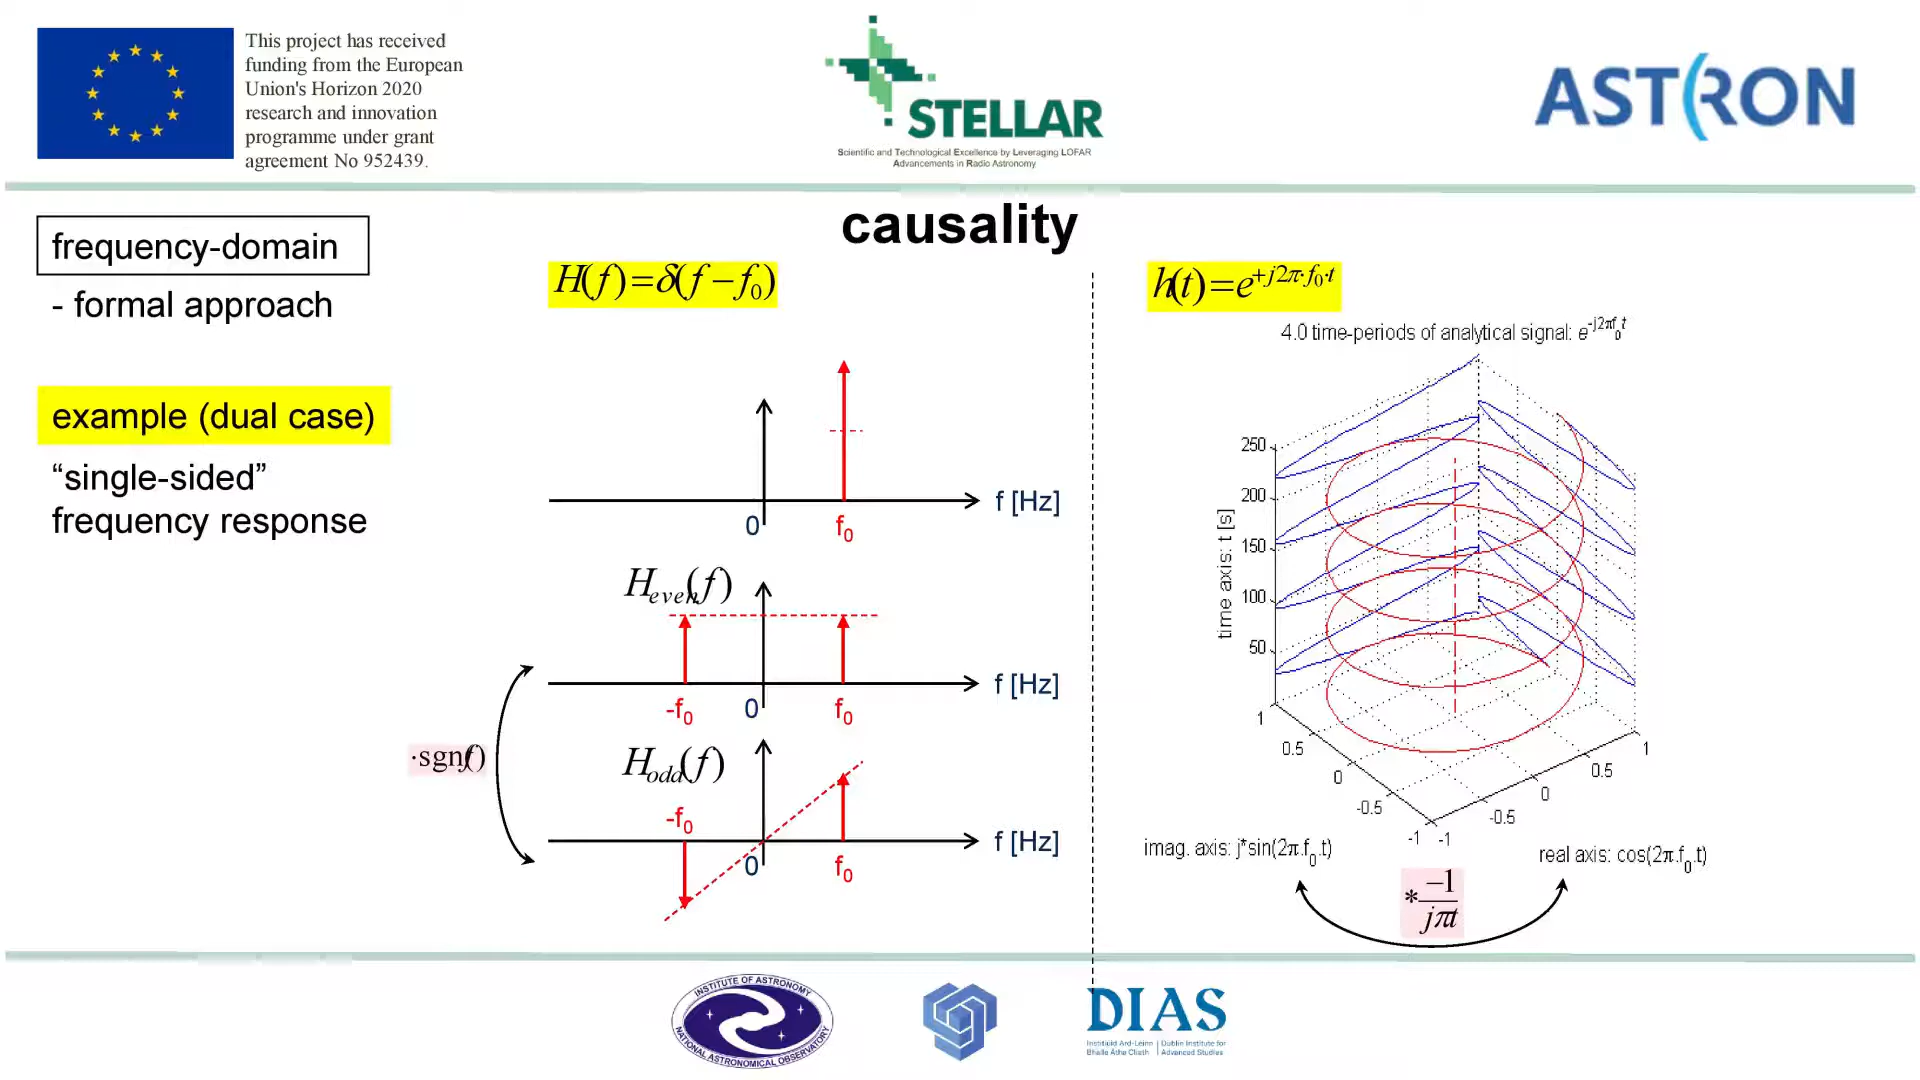 This project has received
funding from the European
Union's Horizon 2020
research and innovation
programme under grant
agreement No 952439.
STELLAR
Scientific and Technological Excellence by Leveraging LOFAR
Advancements in Radio Astronomy
ASTRON
causality
frequency-domain
- formal approach
example (dual case)
“single-sided”
frequency response
H(f)=δ(f−f₀)
f [Hz]
0
f₀
H_even(f)
f [Hz]
-f₀
0
f₀
·sgn(f)
H_odd(f)
-f₀
f [Hz]
0
f₀
h(t)=e^{+j2π·f₀·t}
4.0 time-periods of analytical signal: e^{-j2πf₀t}
time axis: t [s]
250
200
150
100
50
1
0.5
0
-0.5
-1
-1
-0.5
0
0.5
1
imag. axis: j*sin(2π.f₀.t)
real axis: cos(2π.f₀.t)
* −1/jπt
INSTITUTE OF ASTRONOMY
NATIONAL ASTRONOMICAL OBSERVATORY
DIAS
Institiúid Ard-Léinn | Dublin Institute for
Bhaile Átha Cliath | Advanced Studies